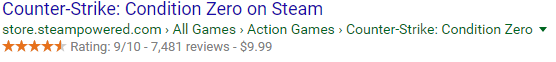 Counter-Strike: Condition Zero on Steam
store.steampowered.com › All Games › Action Games › Counter-Strike: Condition Zero
Rating: 9/10 - 7,481 reviews - $9.99